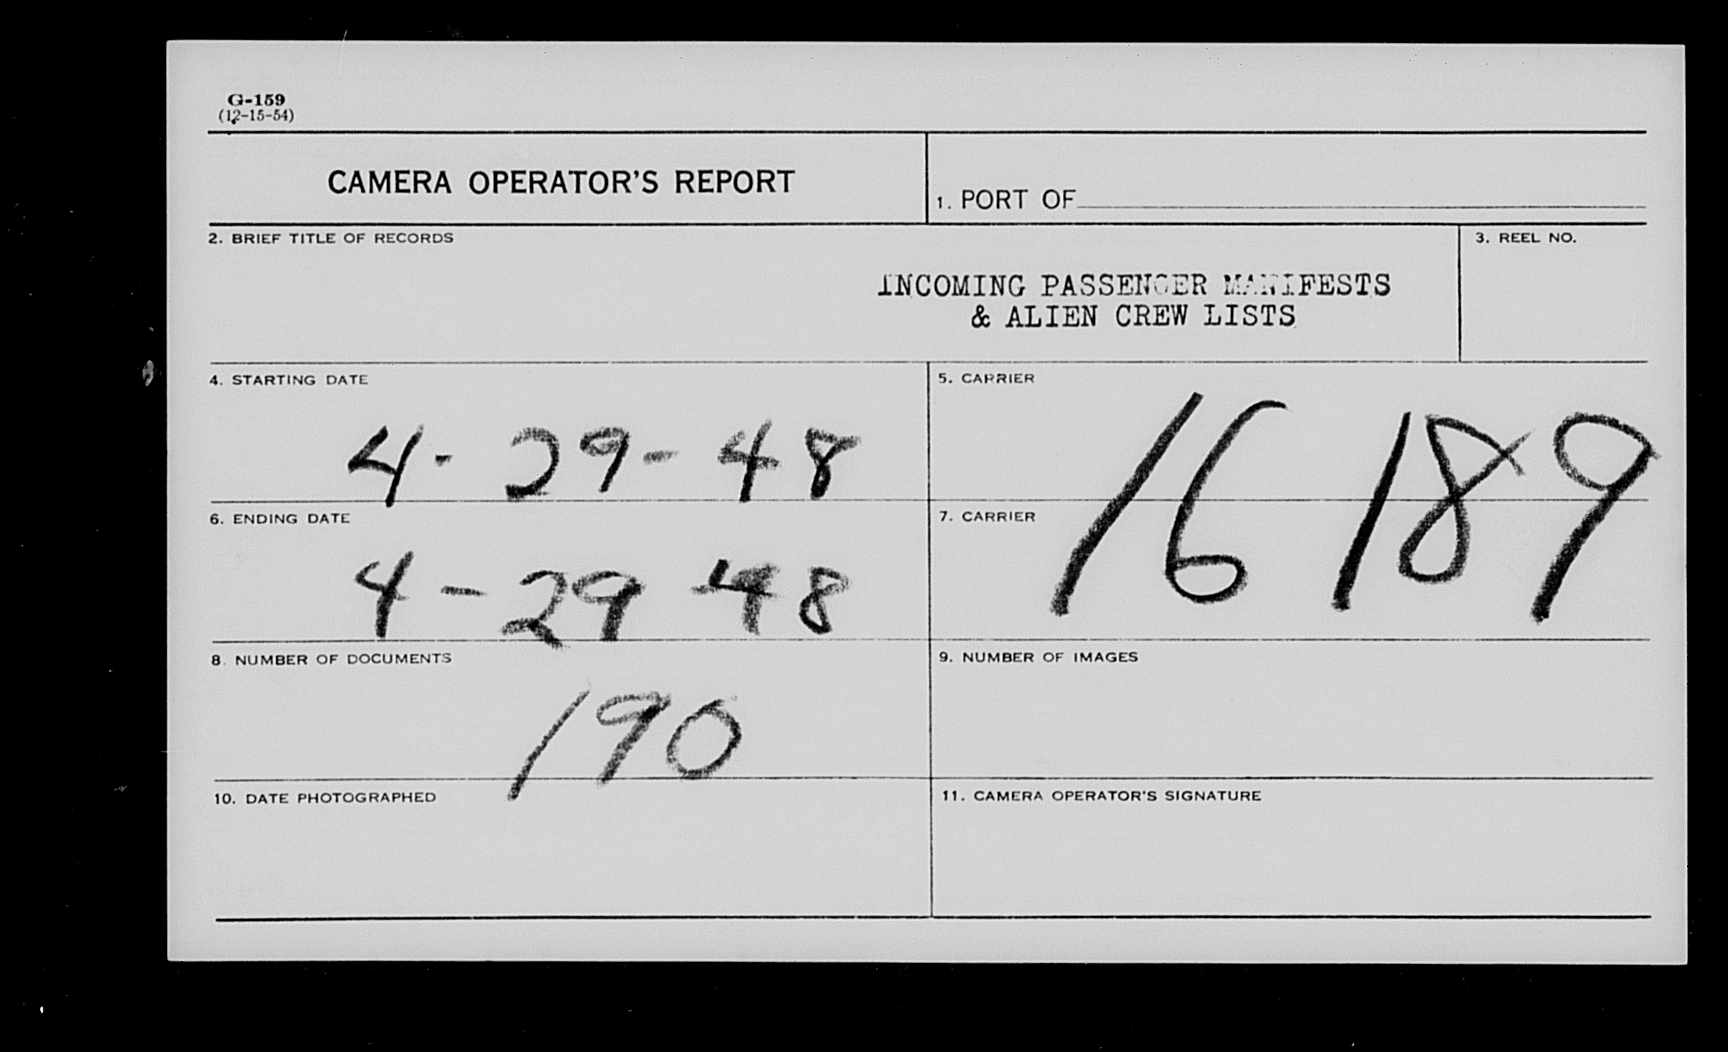 G-159
(12-15-54)
CAMERA OPERATOR'S REPORT
1. PORT OF
2. BRIEF TITLE OF RECORDS
INCOMING PASSENGER MANIFESTS
& ALIEN CREW LISTS
3. REEL NO.
4. STARTING DATE
4-29-48
5. CARRIER
16189
6. ENDING DATE
4-29 48
7. CARRIER
8. NUMBER OF DOCUMENTS
190
9. NUMBER OF IMAGES
10. DATE PHOTOGRAPHED
11. CAMERA OPERATOR'S SIGNATURE